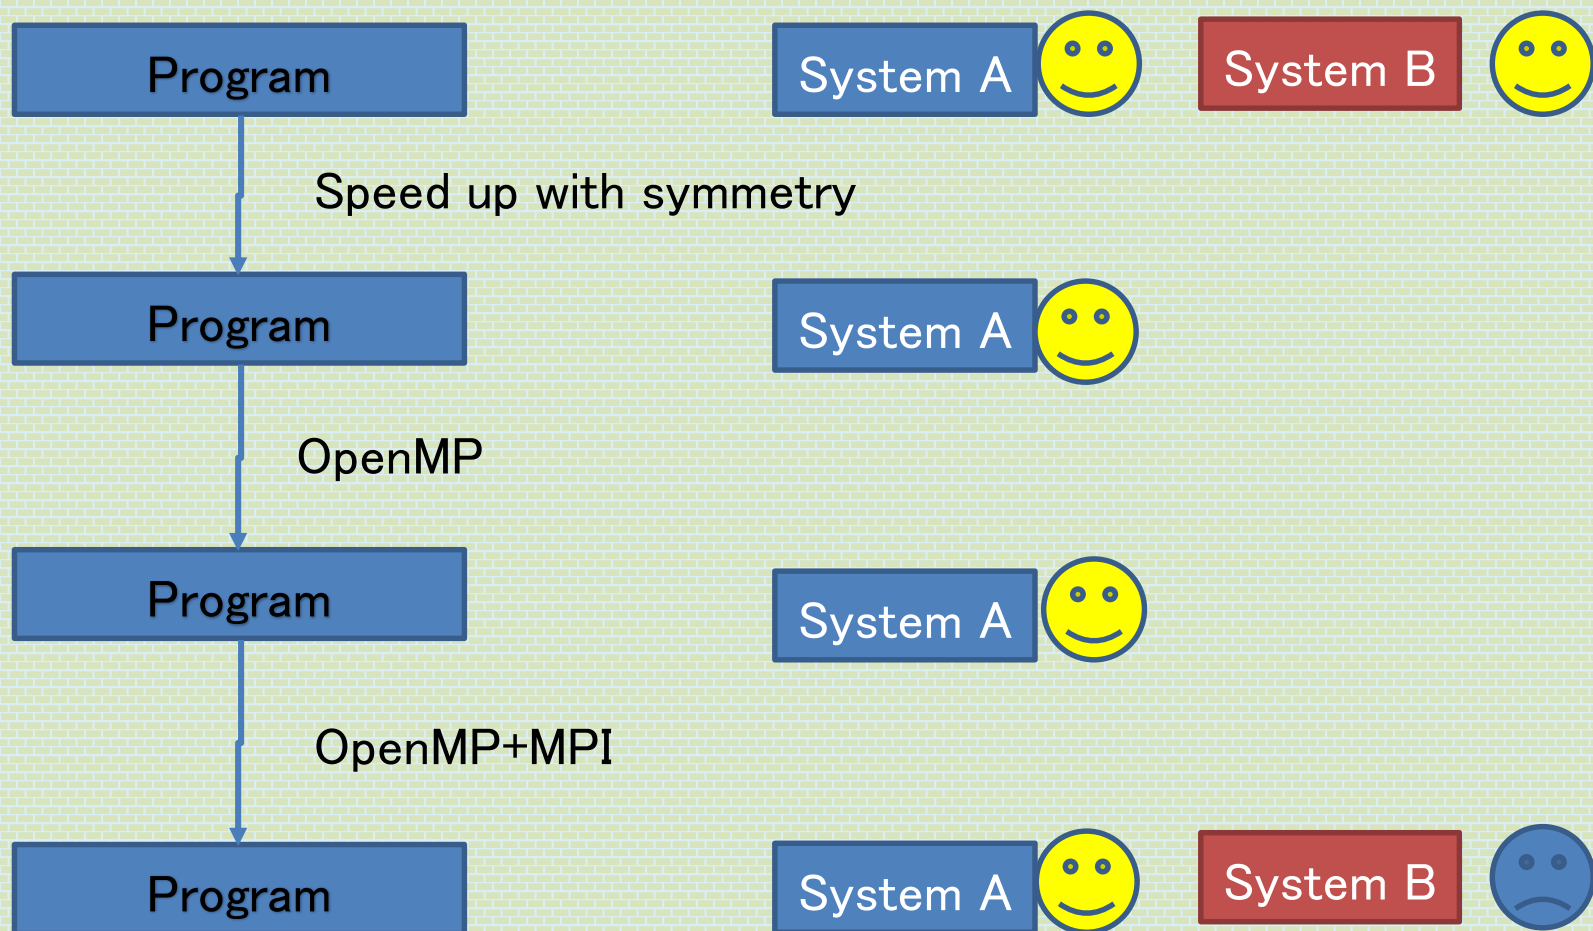 Program
System A
System B
Speed up with symmetry
Program
System A
OpenMP
Program
System A
OpenMP+MPI
Program
System A
System B